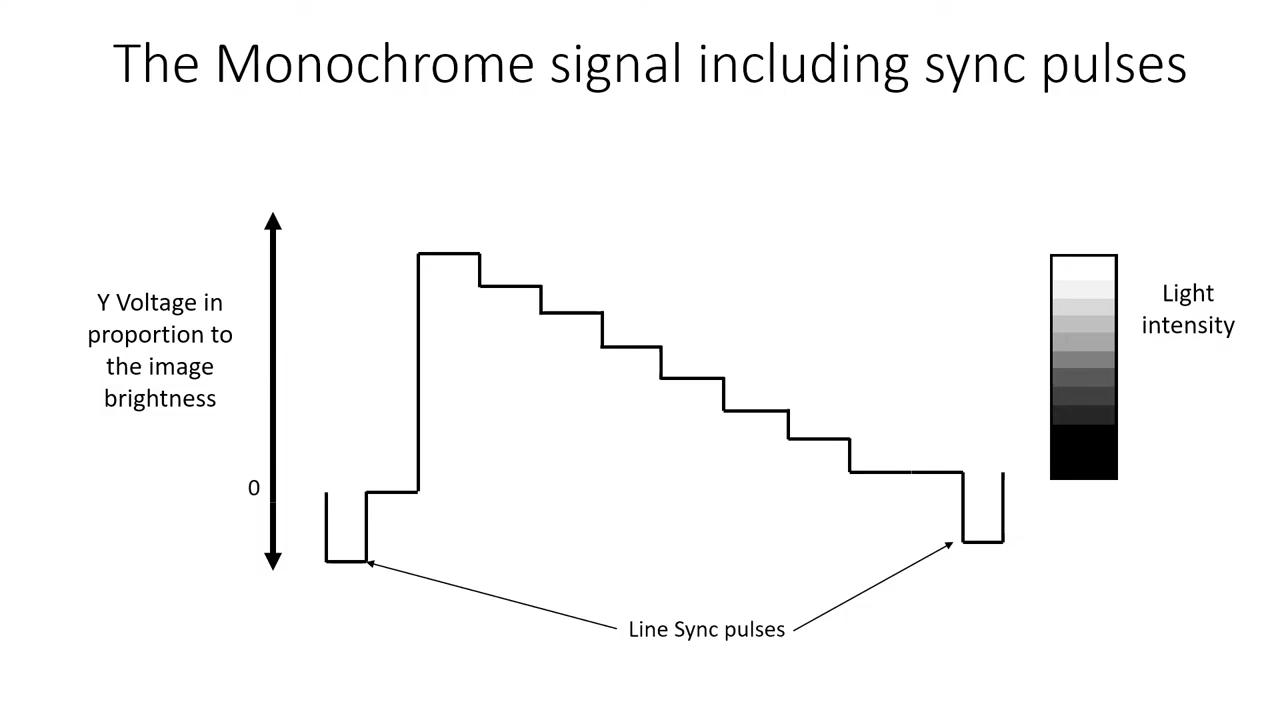 The Monochrome signal including sync pulses
Y Voltage in
proportion to
the image
brightness
0
Light
intensity
Line Sync pulses